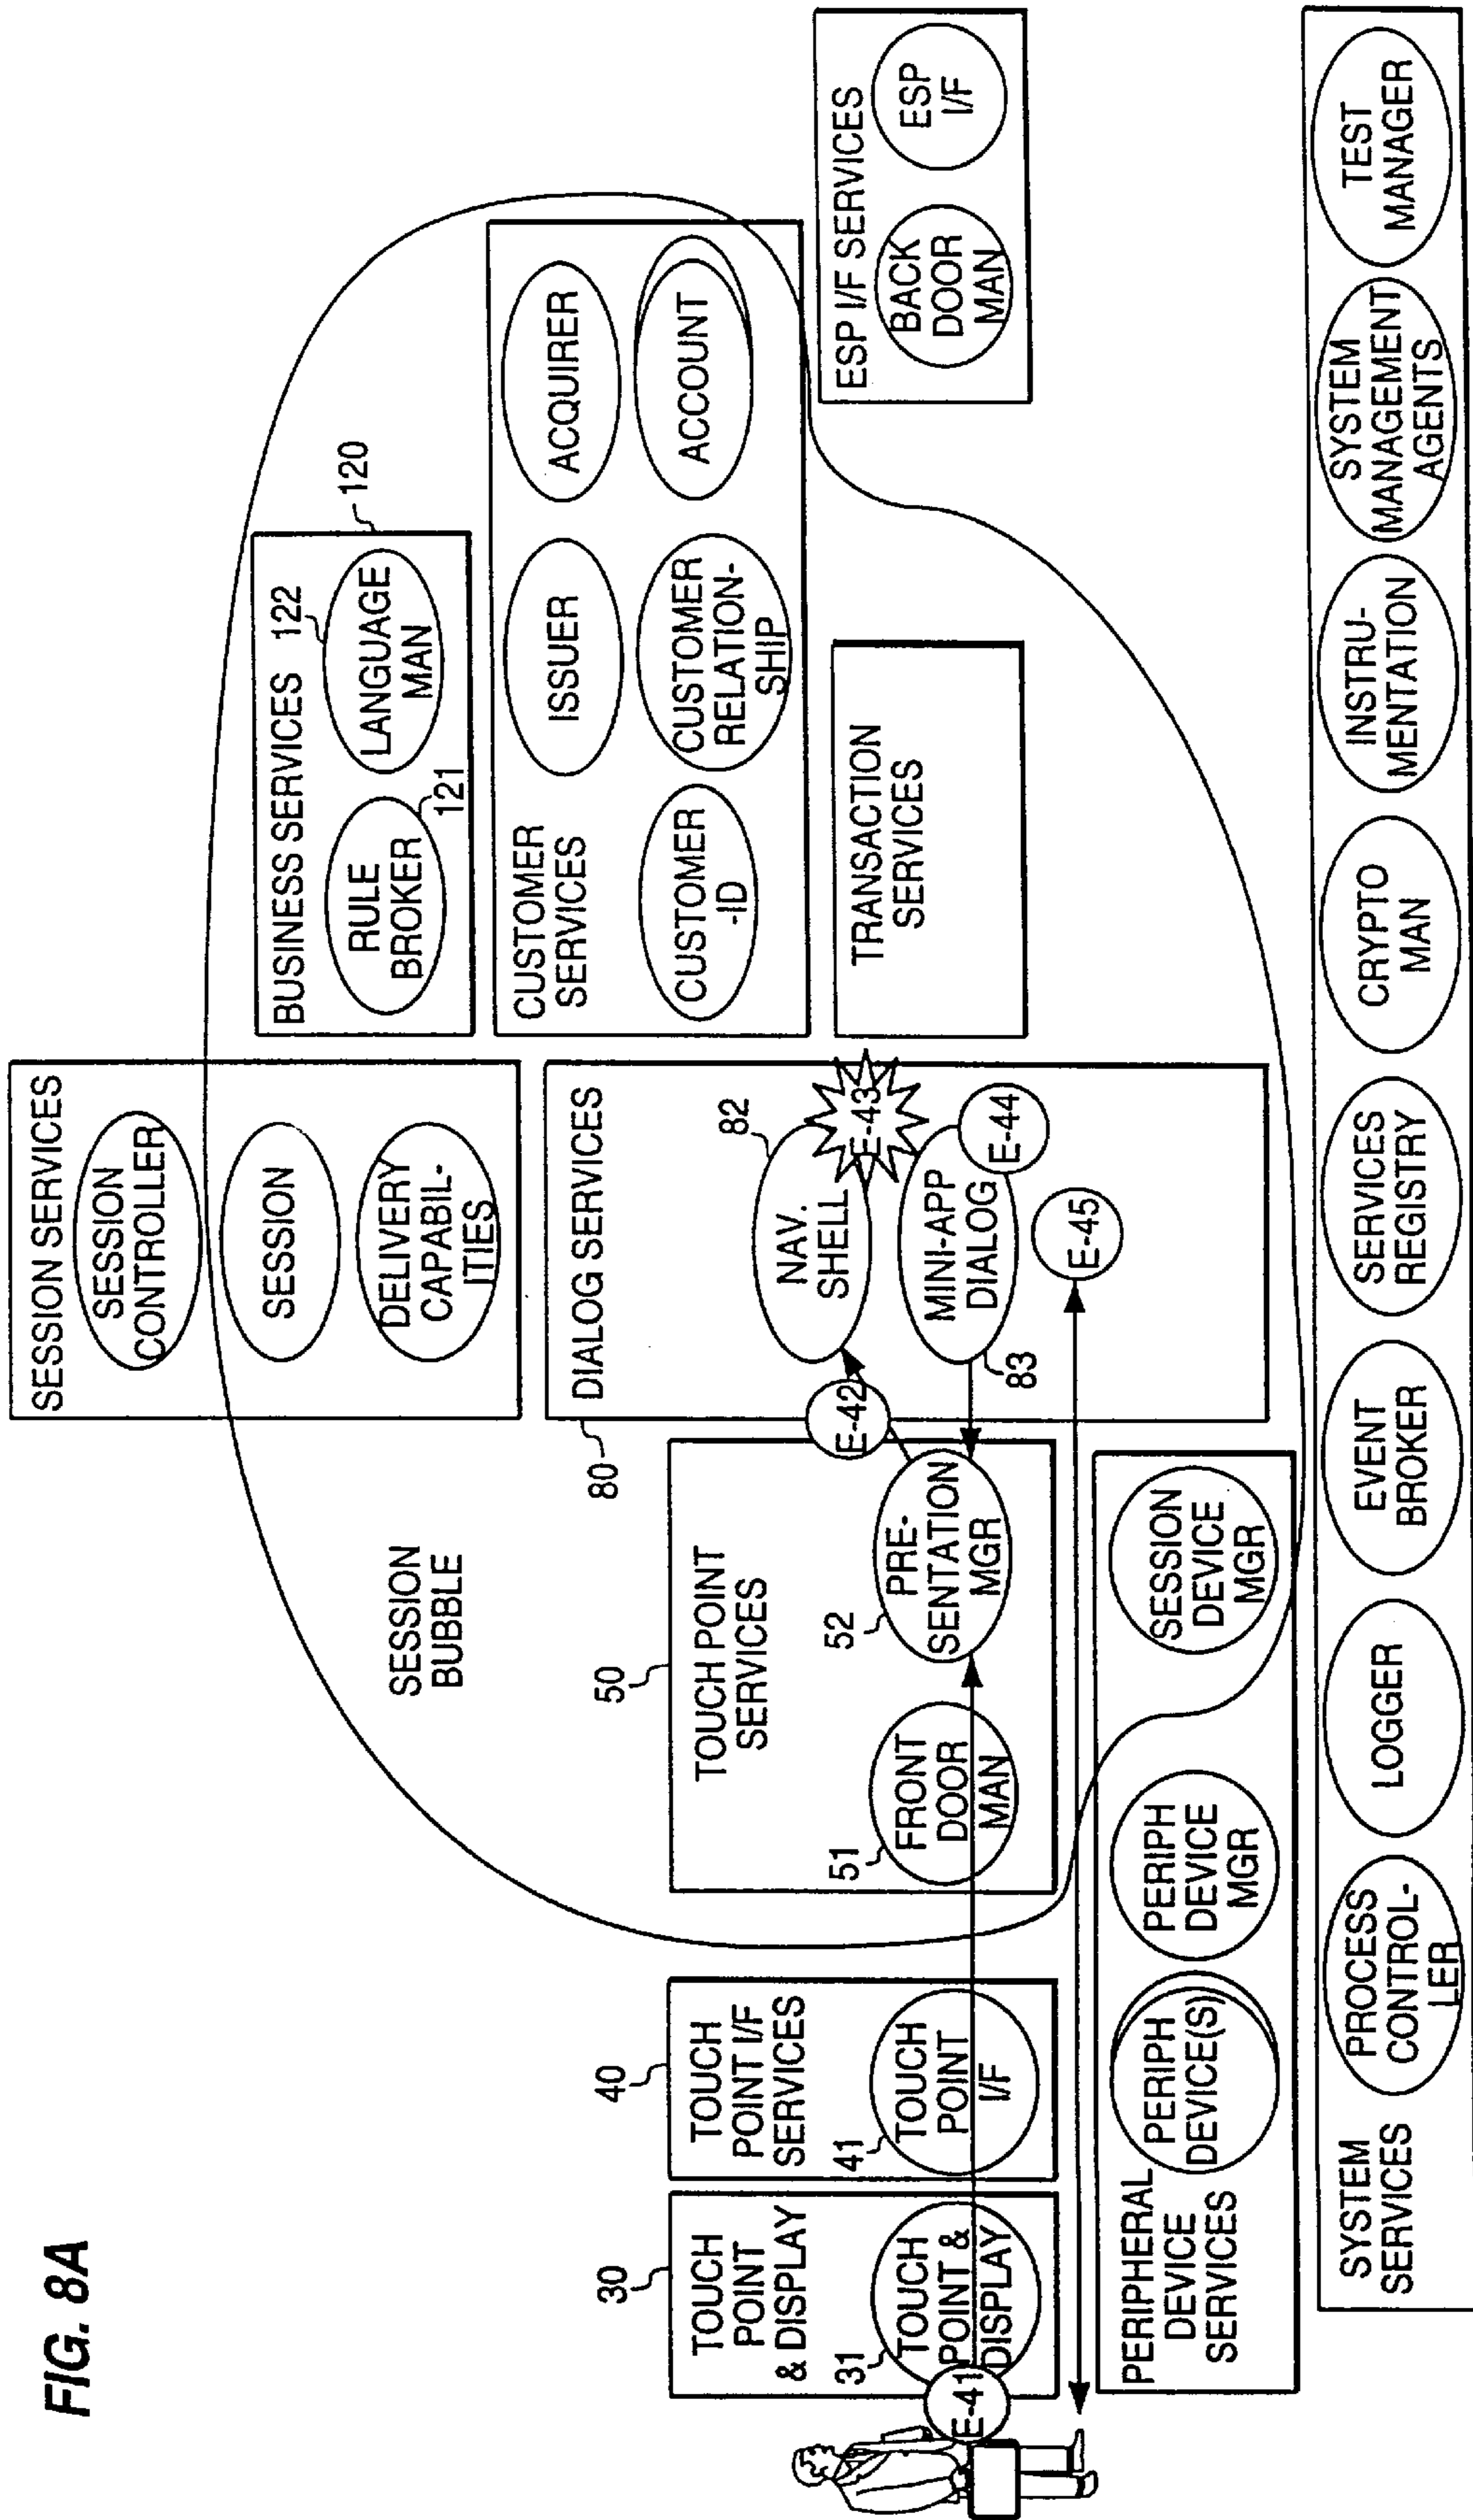 FIG. 8A
SESSION SERVICES
SESSION
CONTROLLER
SESSION
DELIVERY
CAPABIL-
ITIES
BUSINESS SERVICES
122
120
RULE
BROKER
121
LANGUAGE
MAN
SESSION
BUBBLE
CUSTOMER
SERVICES
ISSUER
ACQUIRER
CUSTOMER
-ID
CUSTOMER
RELATION-
SHIP
ACCOUNT
30
TOUCH
POINT
& DISPLAY
31
TOUCH
POINT &
DISPLAY
E-41
40
TOUCH
POINT I/F
SERVICES
41
TOUCH
POINT
I/F
50
TOUCH POINT
SERVICES
51
FRONT
DOOR
MAN
52
PRE-
SENTATION
MGR
80
DIALOG SERVICES
82
NAV.
SHELL
E-42
E-43
MINI-APP
DIALOG
83
E-44
E-45
TRANSACTION
SERVICES
ESP I/F SERVICES
BACK
DOOR
MAN
ESP
I/F
PERIPHERAL
DEVICE
SERVICES
PERIPH
DEVICE(S)
PERIPH
DEVICE
MGR
SESSION
DEVICE
MGR
SYSTEM
SERVICES
PROCESS
CONTROL-
LER
LOGGER
EVENT
BROKER
SERVICES
REGISTRY
CRYPTO
MAN
INSTRU-
MENTATION
SYSTEM
MANAGEMENT
AGENTS
TEST
MANAGER